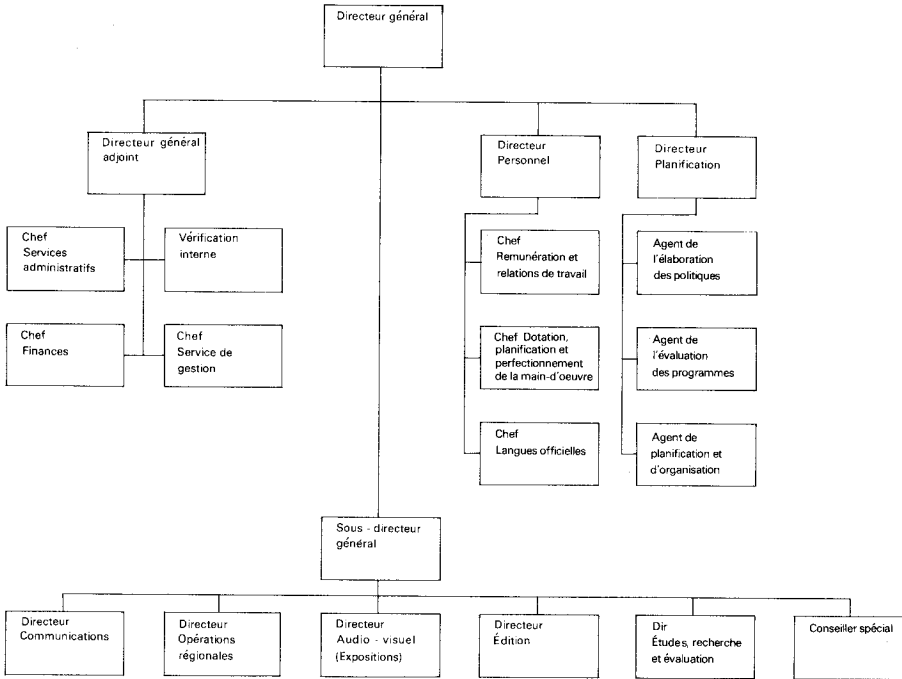 Directeur général
Directeur général
adjoint
Directeur
Personnel
Directeur
Planification
Chef
Services
administratifs
Vérification
interne
Chef
Finances
Chef
Service de
gestion
Chef
Remunération et
relations de travail
Chef Dotation,
planification et
perfectionnement
de la main-d'oeuvre
Chef
Langues officielles
Agent de
l'élaboration
des politiques
Agent de
l'évaluation
des programmes
Agent de
planification et
d'organisation
Sous - directeur
général
Directeur
Communications
Directeur
Opérations
régionales
Directeur
Audio - visuel
(Expositions)
Directeur
Édition
Dir
Études, recherche
et évaluation
Conseiller spécial